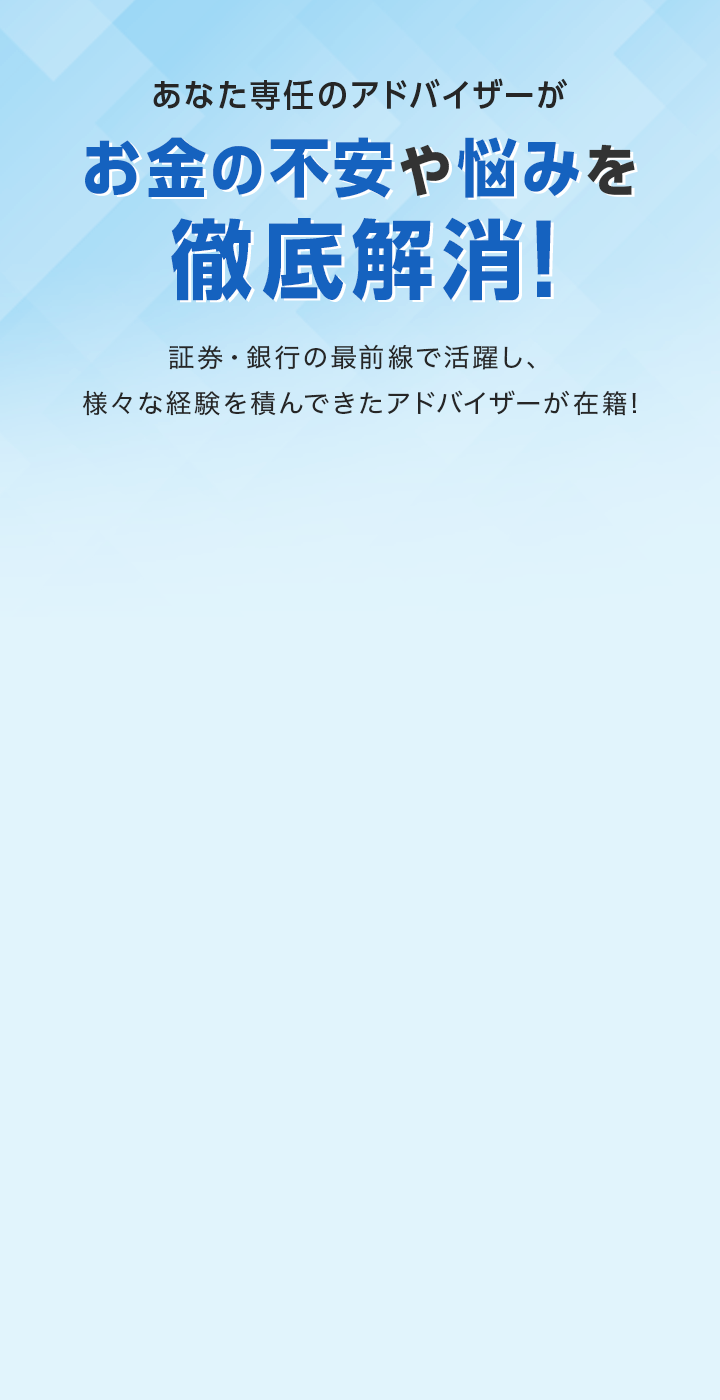 あなた専任のアドバイザーが
お金の不安や悩みを
徹底解消!
証券・銀行の最前線で活躍し、
様々な経験を積んできたアドバイザーが在籍!